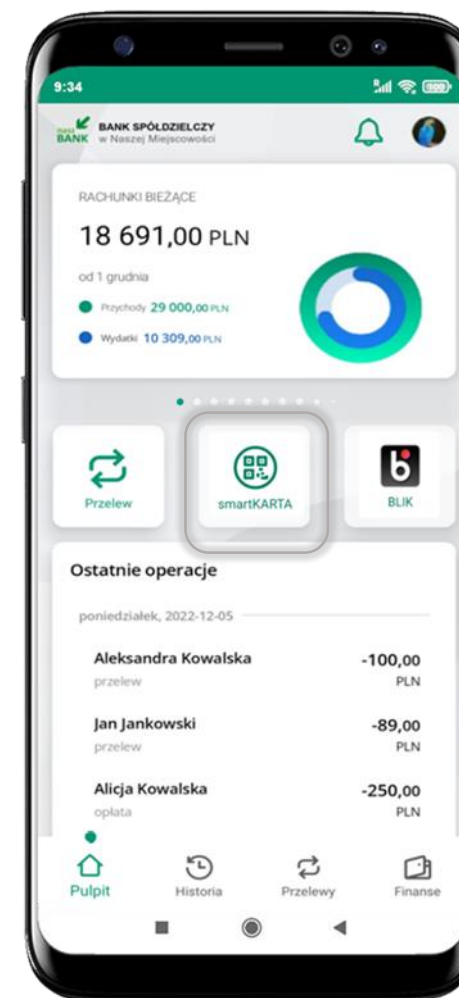 9:34
nasz
BANK
BANK SPÓŁDZIELCZY
w Naszej Miejscowości
RACHUNKI BIEŻĄCE
18 691,00 PLN
od 1 grudnia
Przychody 29 000,00 PLN
Wydatki 10 309,00 PLN
Przelew
smartKARTA
b
BLIK
Ostatnie operacje
poniedziałek, 2022-12-05
Aleksandra Kowalska
-100,00
przelew
PLN
Jan Jankowski
-89,00
przelew
PLN
Alicja Kowalska
-250,00
opłata
PLN
Pulpit
Historia
Przelewy
Finanse